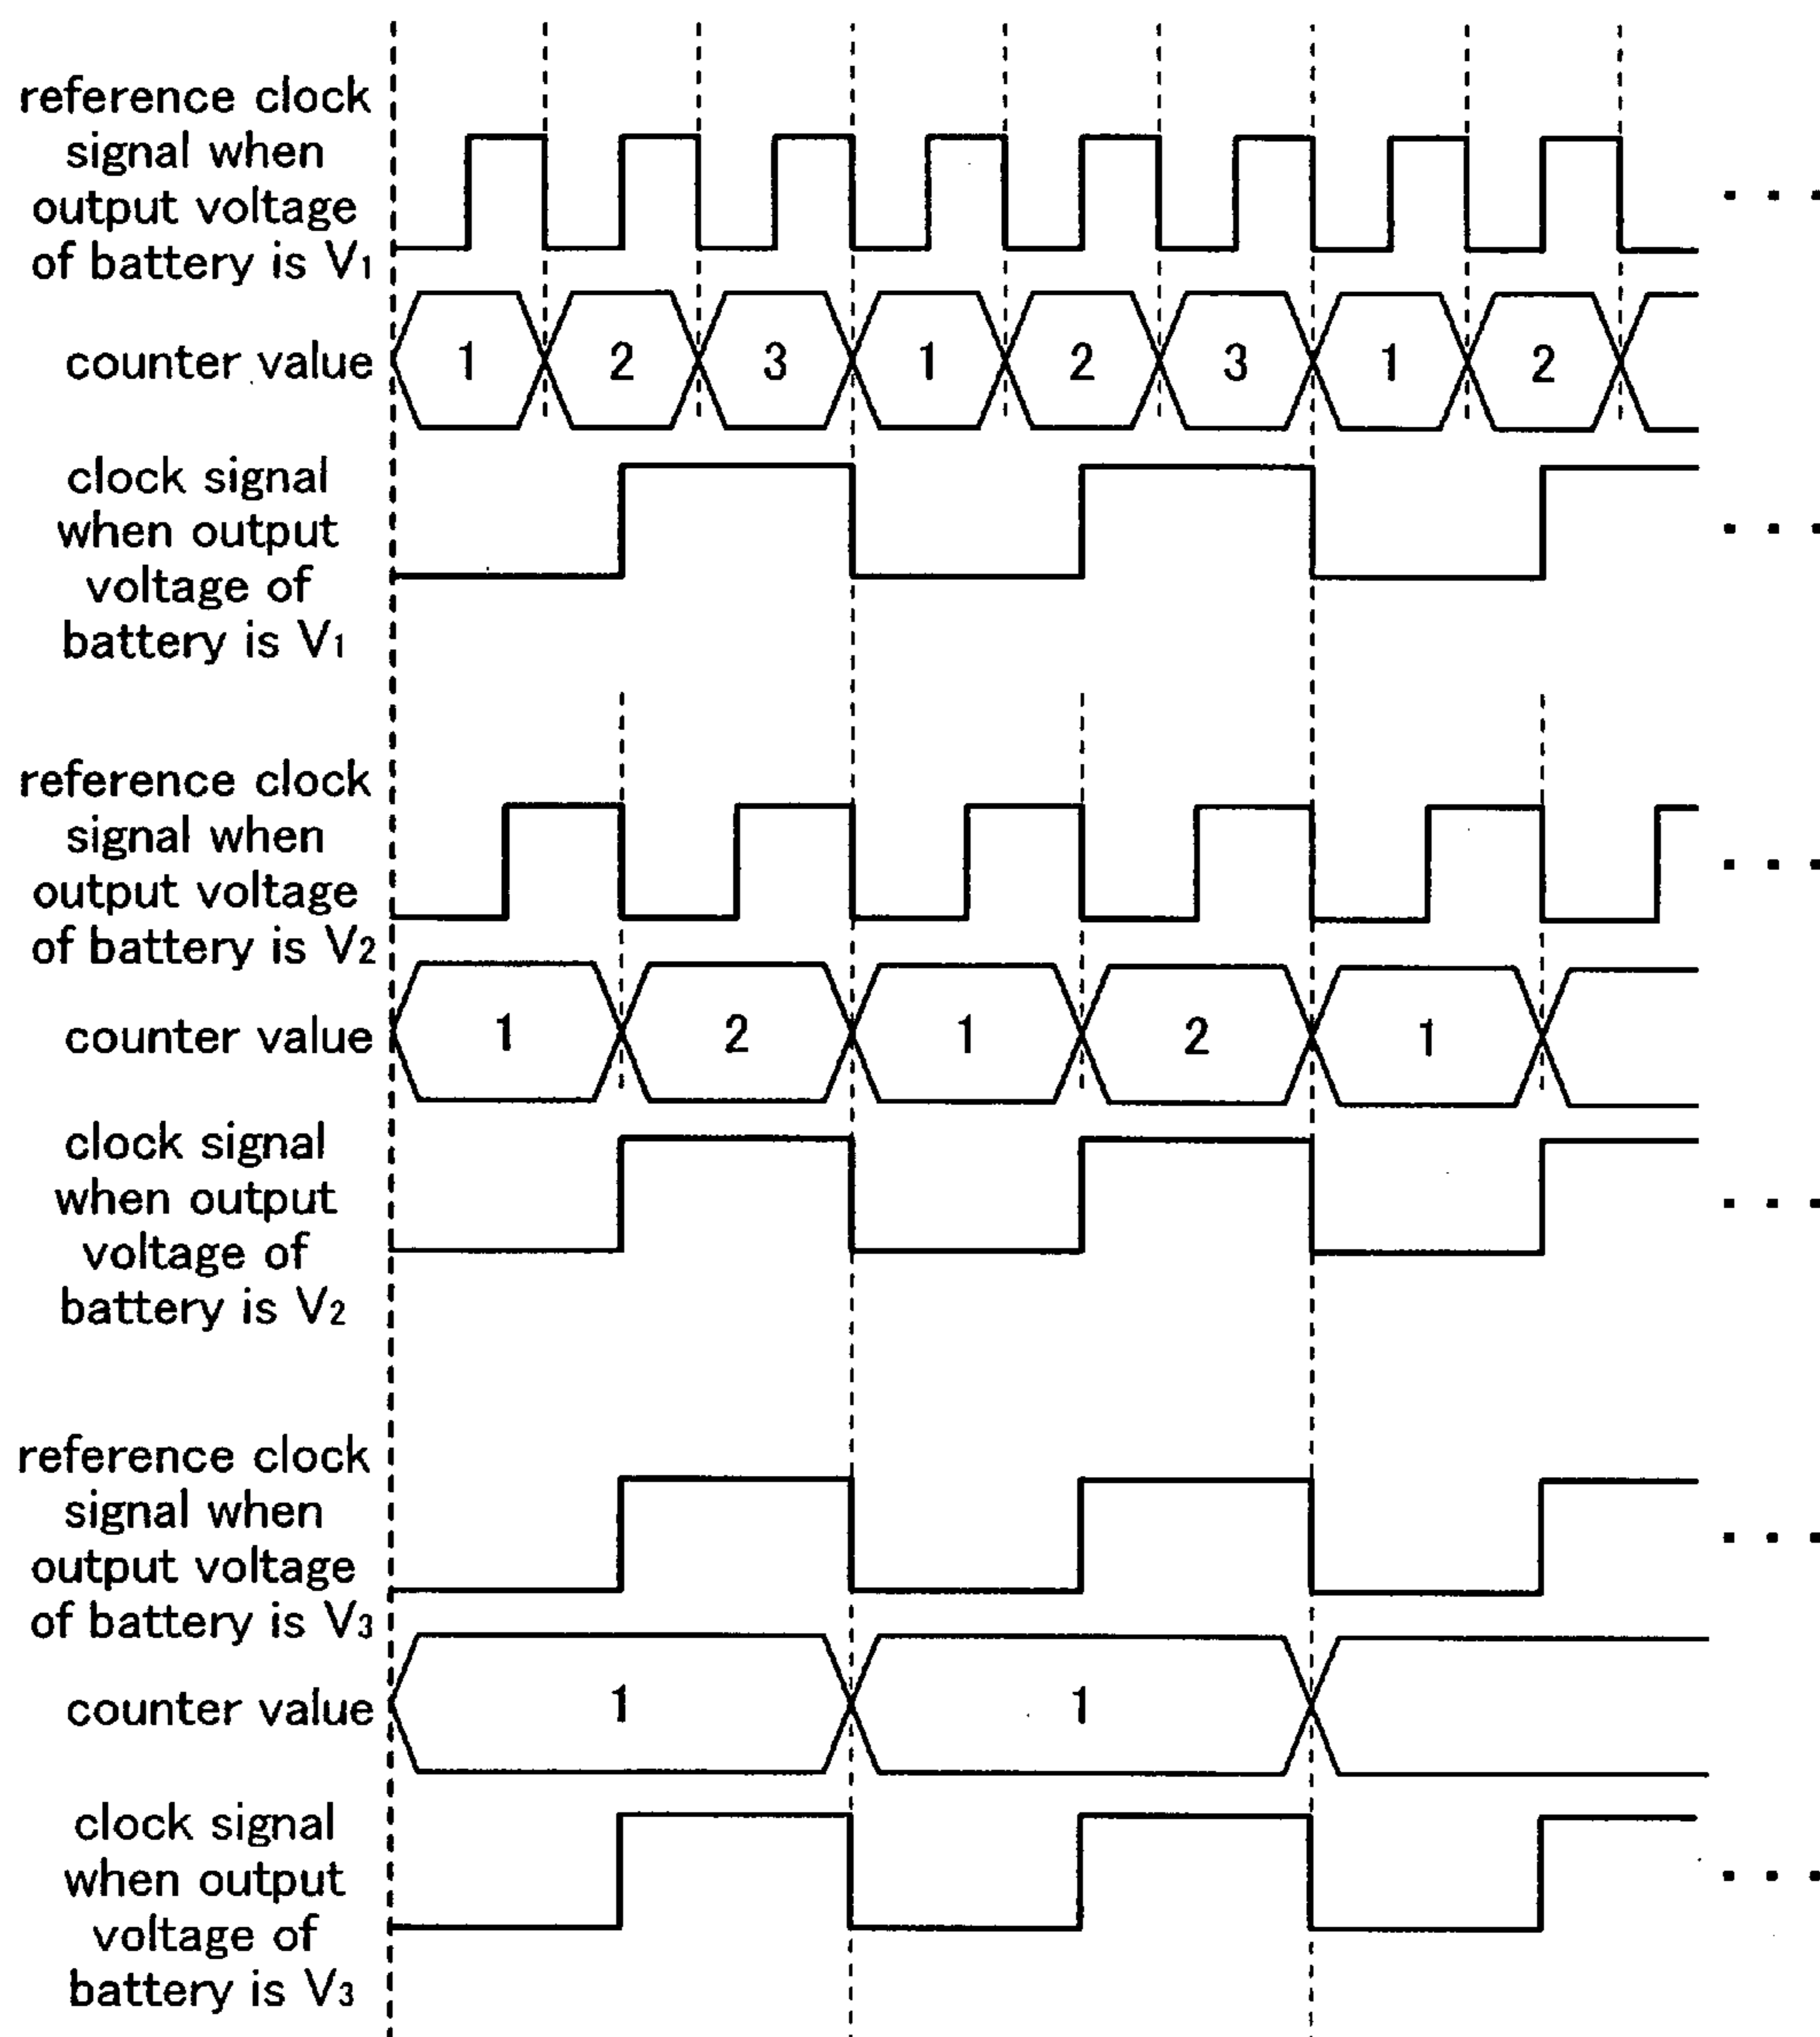 reference clock
signal when
output voltage
of battery is V1
counter value
1 2 3 1 2 3 1 2
clock signal
when output
voltage of
battery is V1
reference clock
signal when
output voltage
of battery is V2
counter value
1 2 1 2 1
clock signal
when output
voltage of
battery is V2
reference clock
signal when
output voltage
of battery is V3
counter value
1 1
clock signal
when output
voltage of
battery is V3